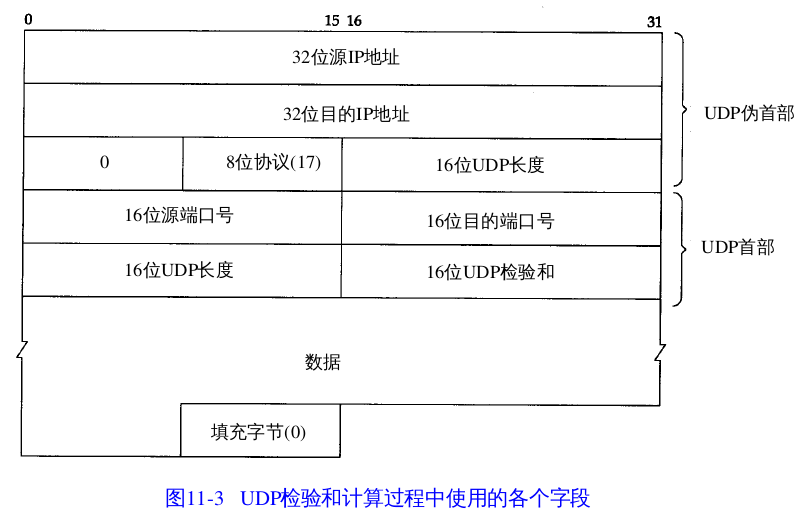 0 15 16 31
32位源IP地址
32位目的IP地址
UDP伪首部
0 8位协议(17) 16位UDP长度
16位源端口号 16位目的端口号
UDP首部
16位UDP长度 16位UDP检验和
数据
填充字节(0)
图11-3 UDP检验和计算过程中使用的各个字段